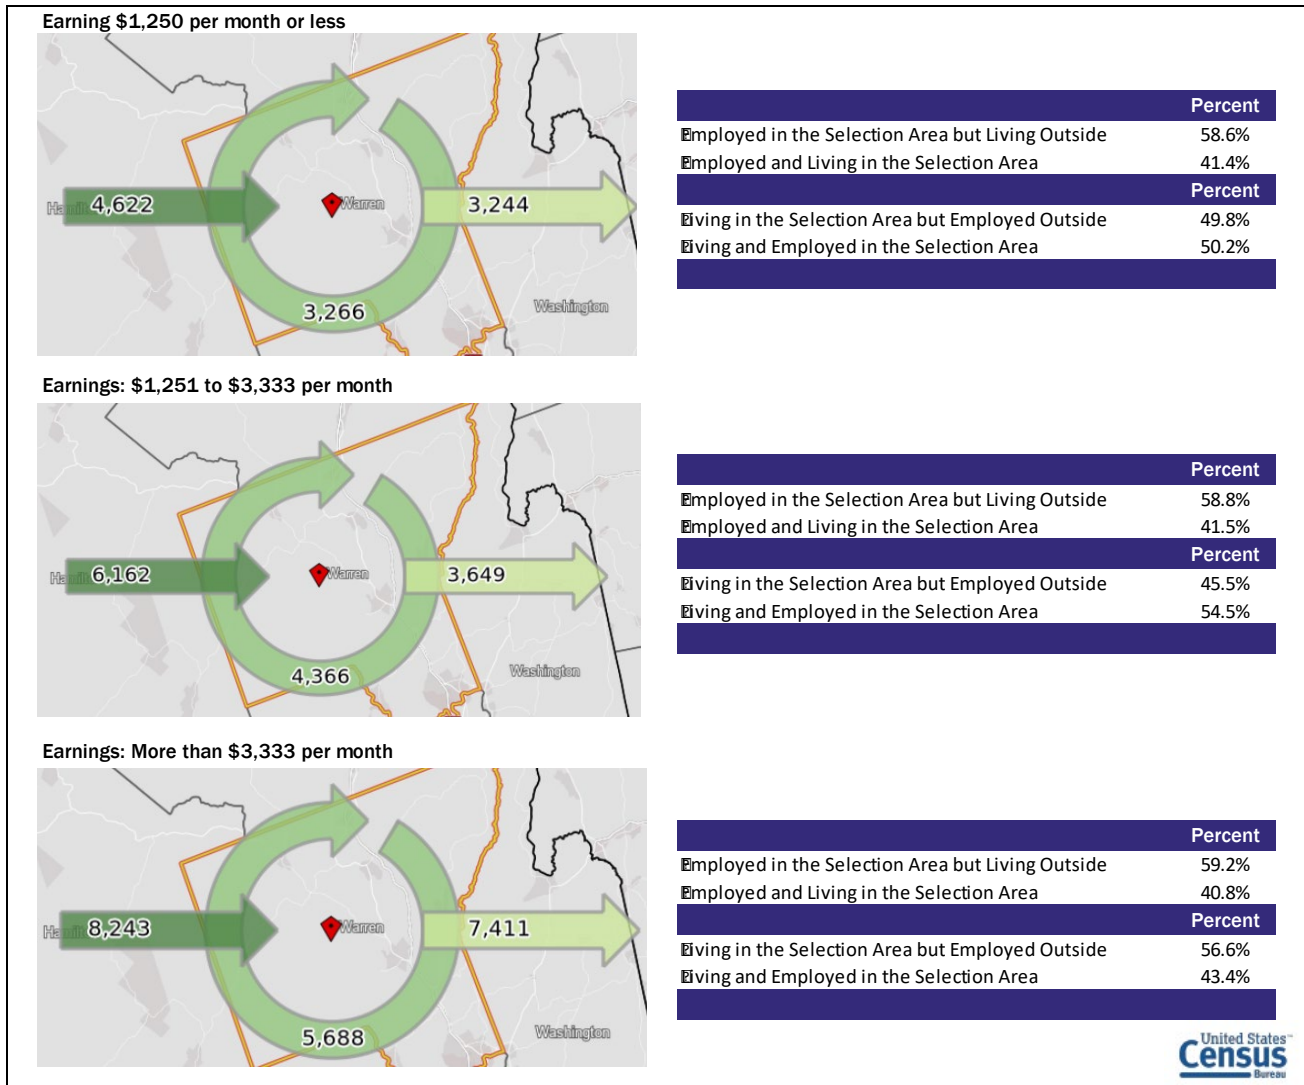 Earning $1,250 per month or less
4,622
Warren
3,244
3,266
Washington
Percent
Employed in the Selection Area but Living Outside 58.6%
Employed and Living in the Selection Area 41.4%
Percent
Living in the Selection Area but Employed Outside 49.8%
Living and Employed in the Selection Area 50.2%
Earnings: $1,251 to $3,333 per month
6,162
Warren
3,649
4,366
Washington
Percent
Employed in the Selection Area but Living Outside 58.8%
Employed and Living in the Selection Area 41.5%
Percent
Living in the Selection Area but Employed Outside 45.5%
Living and Employed in the Selection Area 54.5%
Earnings: More than $3,333 per month
8,243
Warren
7,411
5,688
Washington
Percent
Employed in the Selection Area but Living Outside 59.2%
Employed and Living in the Selection Area 40.8%
Percent
Living in the Selection Area but Employed Outside 56.6%
Living and Employed in the Selection Area 43.4%
United States™
Census
Bureau